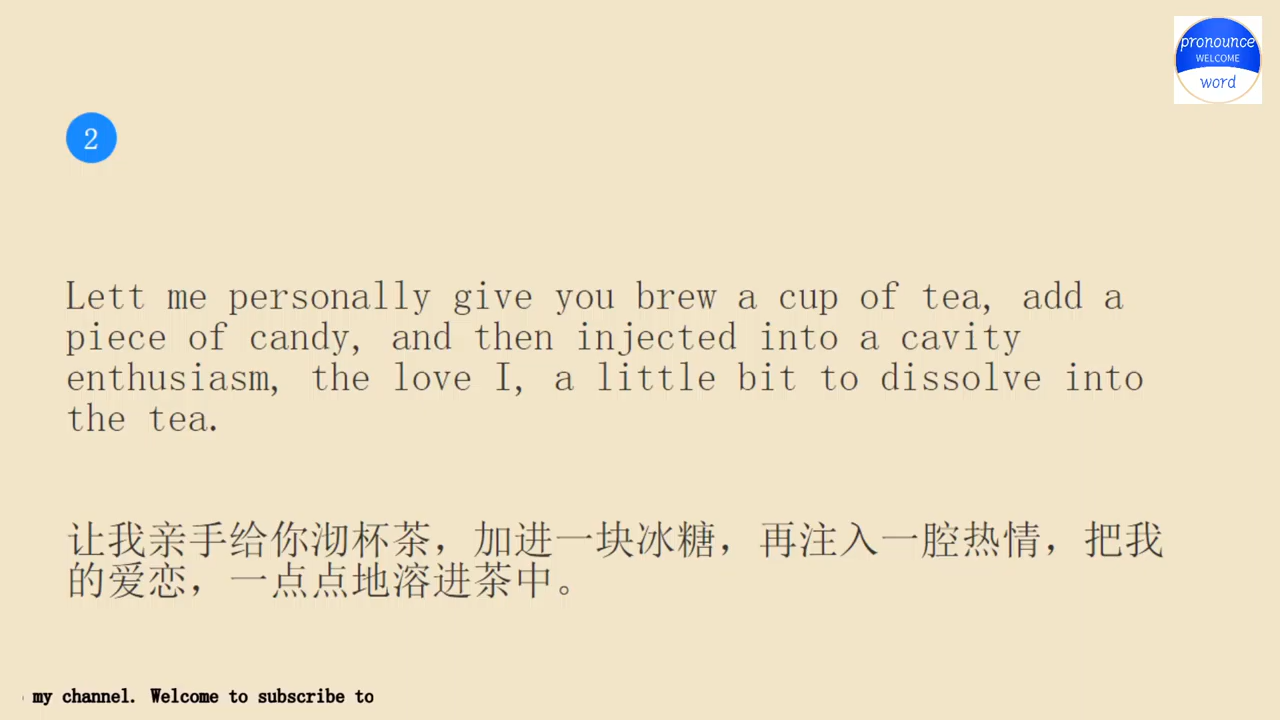 pronounce
WELCOME
word
2
Lett me personally give you brew a cup of tea, add a
piece of candy, and then injected into a cavity
enthusiasm, the love I, a little bit to dissolve into
the tea.
让我亲手给你沏杯茶，加进一块冰糖，再注入一腔热情，把我
的爱恋，一点点地溶进茶中。
my channel. Welcome to subscribe to